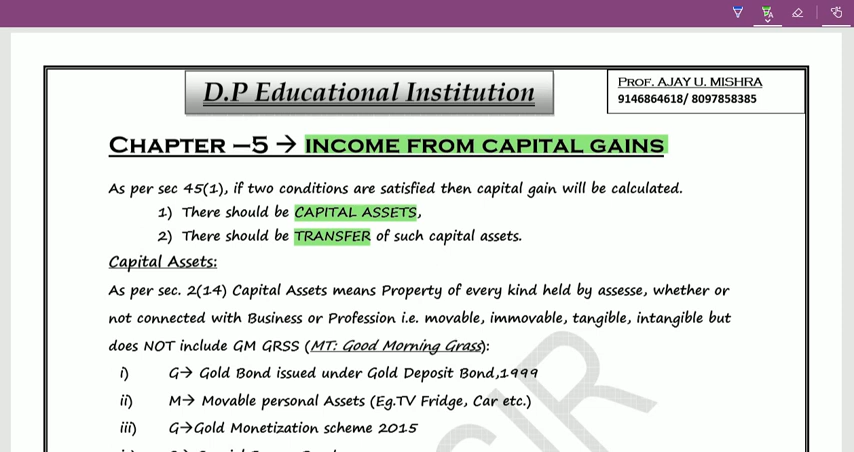 D.P Educational Institution
PROF. AJAY U. MISHRA
9146864618/ 8097858385
CHAPTER –5 → INCOME FROM CAPITAL GAINS
As per sec 45(1), if two conditions are satisfied then capital gain will be calculated.
1) There should be CAPITAL ASSETS,
2) There should be TRANSFER of such capital assets.
Capital Assets:
As per sec. 2(14) Capital Assets means Property of every kind held by assesse, whether or
not connected with Business or Profession i.e. movable, immovable, tangible, intangible but
does NOT include GM GRSS (MT: Good Morning Grass):
i) G→ Gold Bond issued under Gold Deposit Bond,1999
ii) M→ Movable personal Assets (Eg.TV Fridge, Car etc.)
iii) G→Gold Monetization scheme 2015
SIR